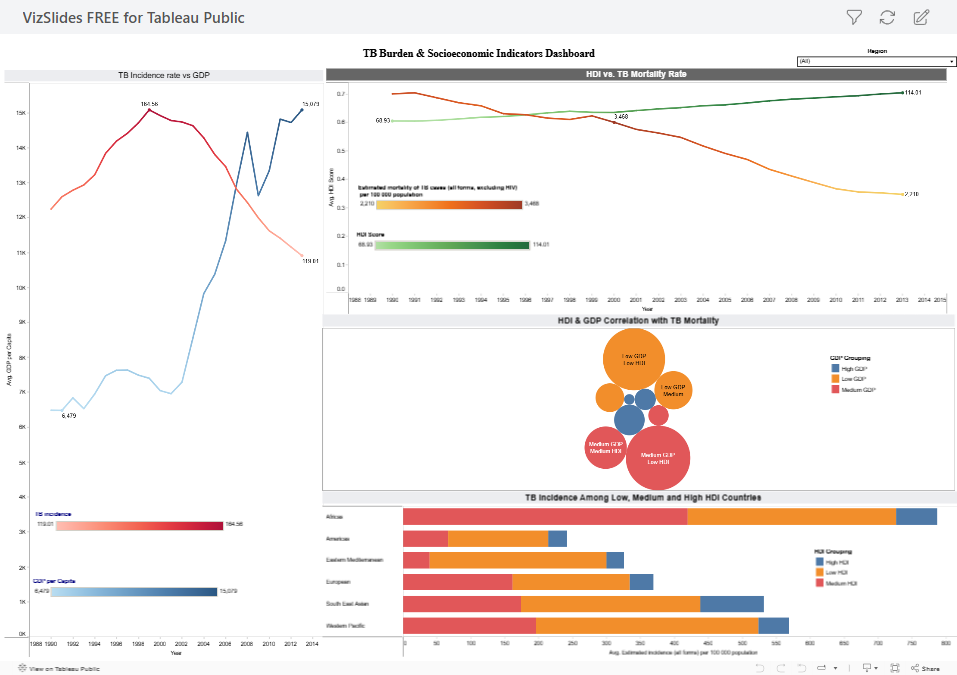 VizSlides FREE for Tableau Public
TB Burden & Socioeconomic Indicators Dashboard
Region
(All)
TB Incidence rate vs GDP
15K
14K
13K
12K
11K
10K
9K
8K
7K
6K
5K
4K
3K
2K
1K
0K
Avg. GDP per Capita
164.56
15,079
119.01
6,479
TB incidence
119.01 164.56
GDP per Capita
6,479 15,079
1988 1990 1992 1994 1996 1998 2000 2002 2004 2006 2008 2010 2012 2014
Year
HDI vs. TB Mortality Rate
0.7
0.6
0.5
0.4
0.3
0.2
0.1
0.0
Avg. HDI Score
68.93
3,468
114.01
2,210
Estimated mortality of TB cases (all forms, excluding HIV)
per 100 000 population
2,210 3,468
HDI Score
68.93 114.01
1988 1989 1990 1991 1992 1993 1994 1995 1996 1997 1998 1999 2000 2001 2002 2003 2004 2005 2006 2007 2008 2009 2010 2011 2012 2013 2014 2015
Year
HDI & GDP Correlation with TB Mortality
Low GDP
Low HDI
Low GDP
Medium
Medium GDP
Medium HDI
Medium GDP
Low HDI
GDP Grouping
High GDP
Low GDP
Medium GDP
TB Incidence Among Low, Medium and High HDI Countries
African
Americas
Eastern Mediterranean
European
South East Asian
Western Pacific
HDI Grouping
High HDI
Low HDI
Medium HDI
0 50 100 150 200 250 300 350 400 450 500 550 600 650 700 750 800
Avg. Estimated incidence (all forms) per 100 000 population
View on Tableau Public
Share